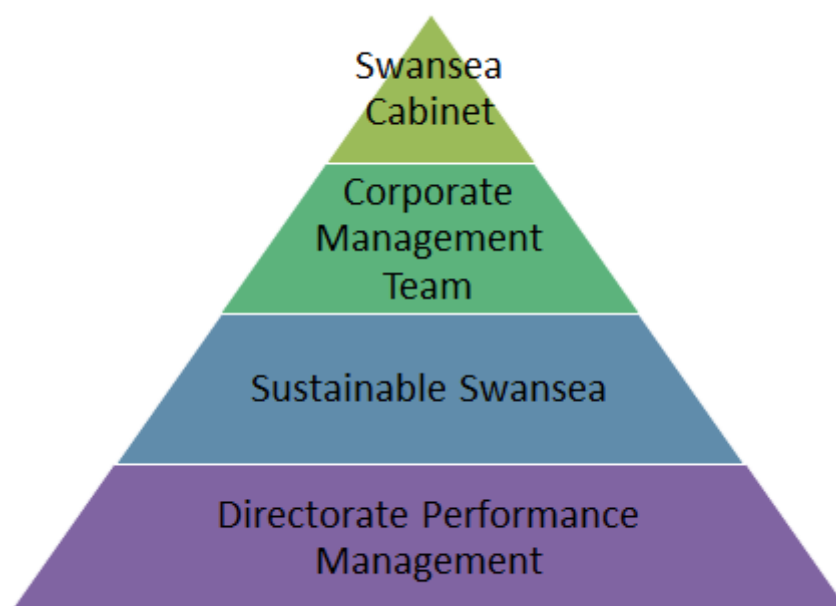 Swansea
Cabinet
Corporate
Management
Team
Sustainable Swansea
Directorate Performance
Management